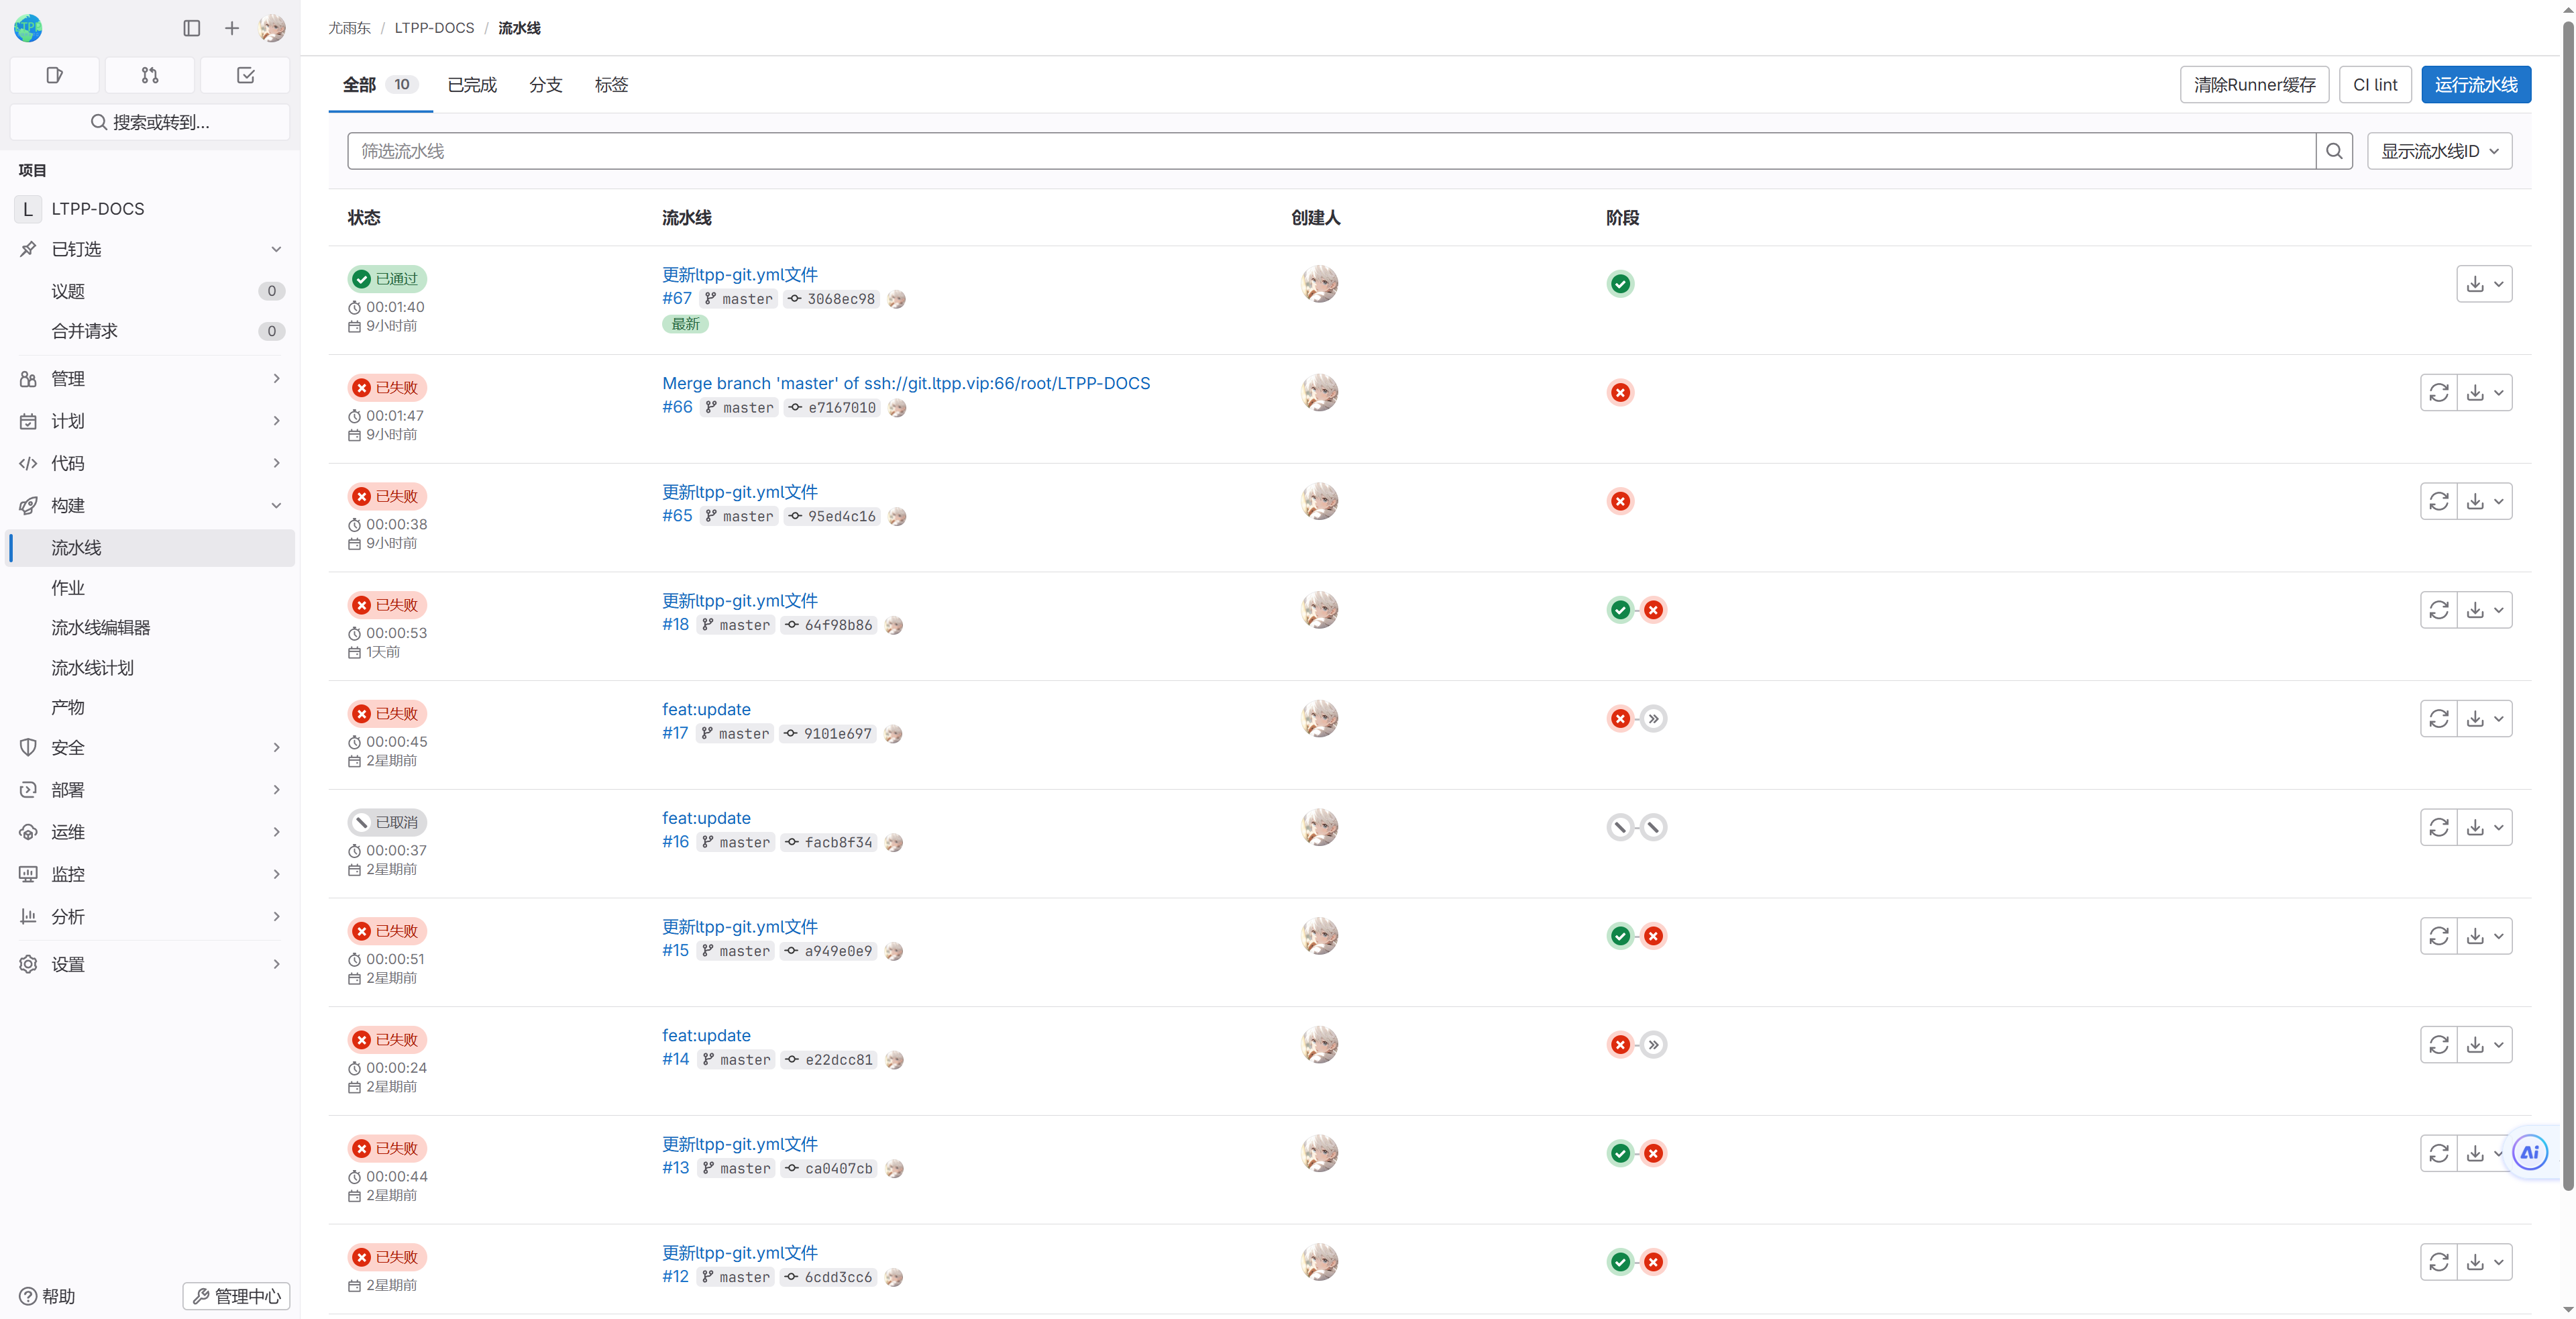 尤雨东 / LTPP-DOCS / 流水线
搜索或转到...
项目
L LTPP-DOCS
已钉选
议题 0
合并请求 0
管理
计划
代码
构建
流水线
作业
流水线编辑器
流水线计划
产物
安全
部署
运维
监控
分析
设置
帮助
管理中心
全部 10 已完成 分支 标签
清除Runner缓存 CI lint 运行流水线
筛选流水线
显示流水线ID
状态 流水线 创建人 阶段
已通过
00:01:40
9小时前
更新ltpp-git.yml文件
#67 master 3068ec98
最新
已失败
00:01:47
9小时前
Merge branch 'master' of ssh://git.ltpp.vip:66/root/LTPP-DOCS
#66 master e7167010
已失败
00:00:38
9小时前
更新ltpp-git.yml文件
#65 master 95ed4c16
已失败
00:00:53
1天前
更新ltpp-git.yml文件
#18 master 64f98b86
已失败
00:00:45
2星期前
feat:update
#17 master 9101e697
已取消
00:00:37
2星期前
feat:update
#16 master facb8f34
已失败
00:00:51
2星期前
更新ltpp-git.yml文件
#15 master a949e0e9
已失败
00:00:24
2星期前
feat:update
#14 master e22dcc81
已失败
00:00:44
2星期前
更新ltpp-git.yml文件
#13 master ca0407cb
Ai
已失败
2星期前
更新ltpp-git.yml文件
#12 master 6cdd3cc6